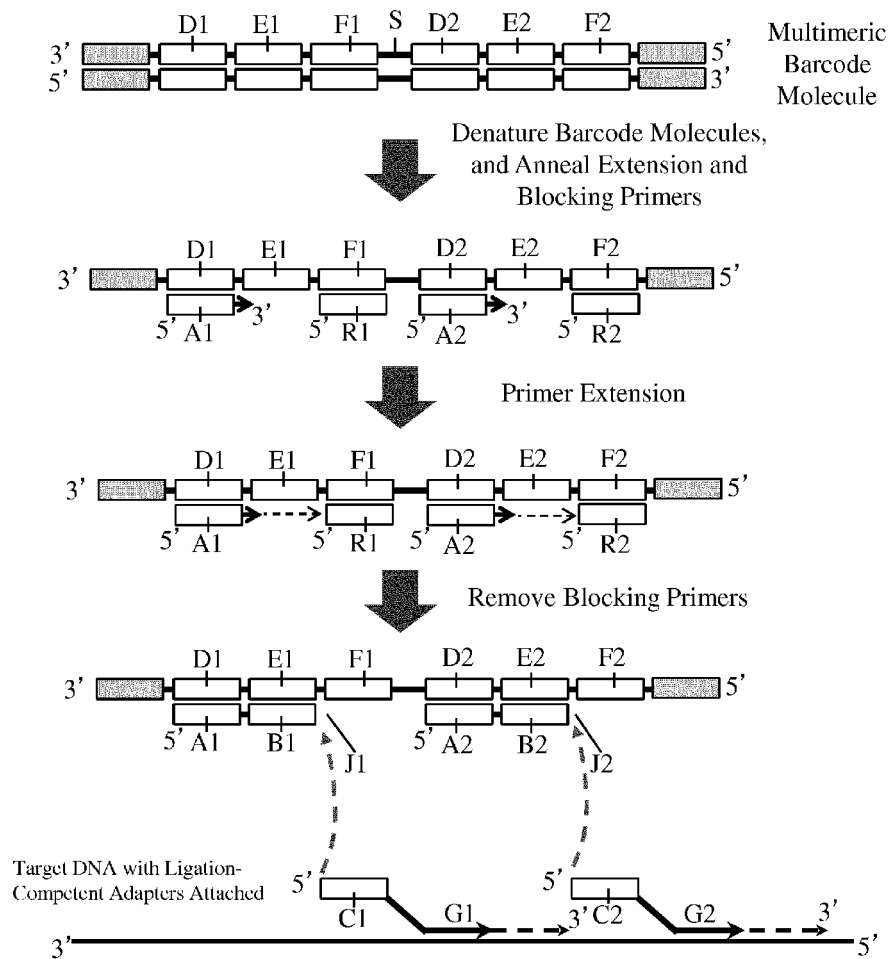 D1 E1 F1 S D2 E2 F2
3’ 5’
5’ 3’
Multimeric
Barcode
Molecule
Denature Barcode Molecules,
and Anneal Extension and
Blocking Primers
D1 E1 F1 D2 E2 F2
3’ 5’
5’ A1 3’ 5’ R1 5’ A2 3’ 5’ R2
Primer Extension
D1 E1 F1 D2 E2 F2
3’ 5’
5’ A1 5’ R1 5’ A2 5’ R2
Remove Blocking Primers
D1 E1 F1 D2 E2 F2
3’ 5’
5’ A1 B1 J1 5’ A2 B2 J2
Target DNA with Ligation-
Competent Adapters Attached
5’ C1 G1 3’ 5’ C2 G2 3’
3’ 5’